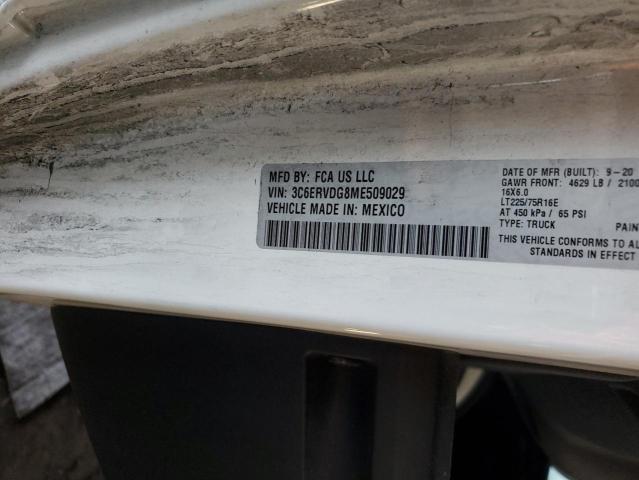 MFD BY: FCA US LLC
VIN: 3C6ERVDG8ME509029
VEHICLE MADE IN: MEXICO
DATE OF MFR (BUILT): 9-20
GAWR FRONT: 4629 LB / 2100
16X6.0
LT225/75R16E
AT 450 kPa / 65 PSI
TYPE: TRUCK PAIN
THIS VEHICLE CONFORMS TO AL
STANDARDS IN EFFECT